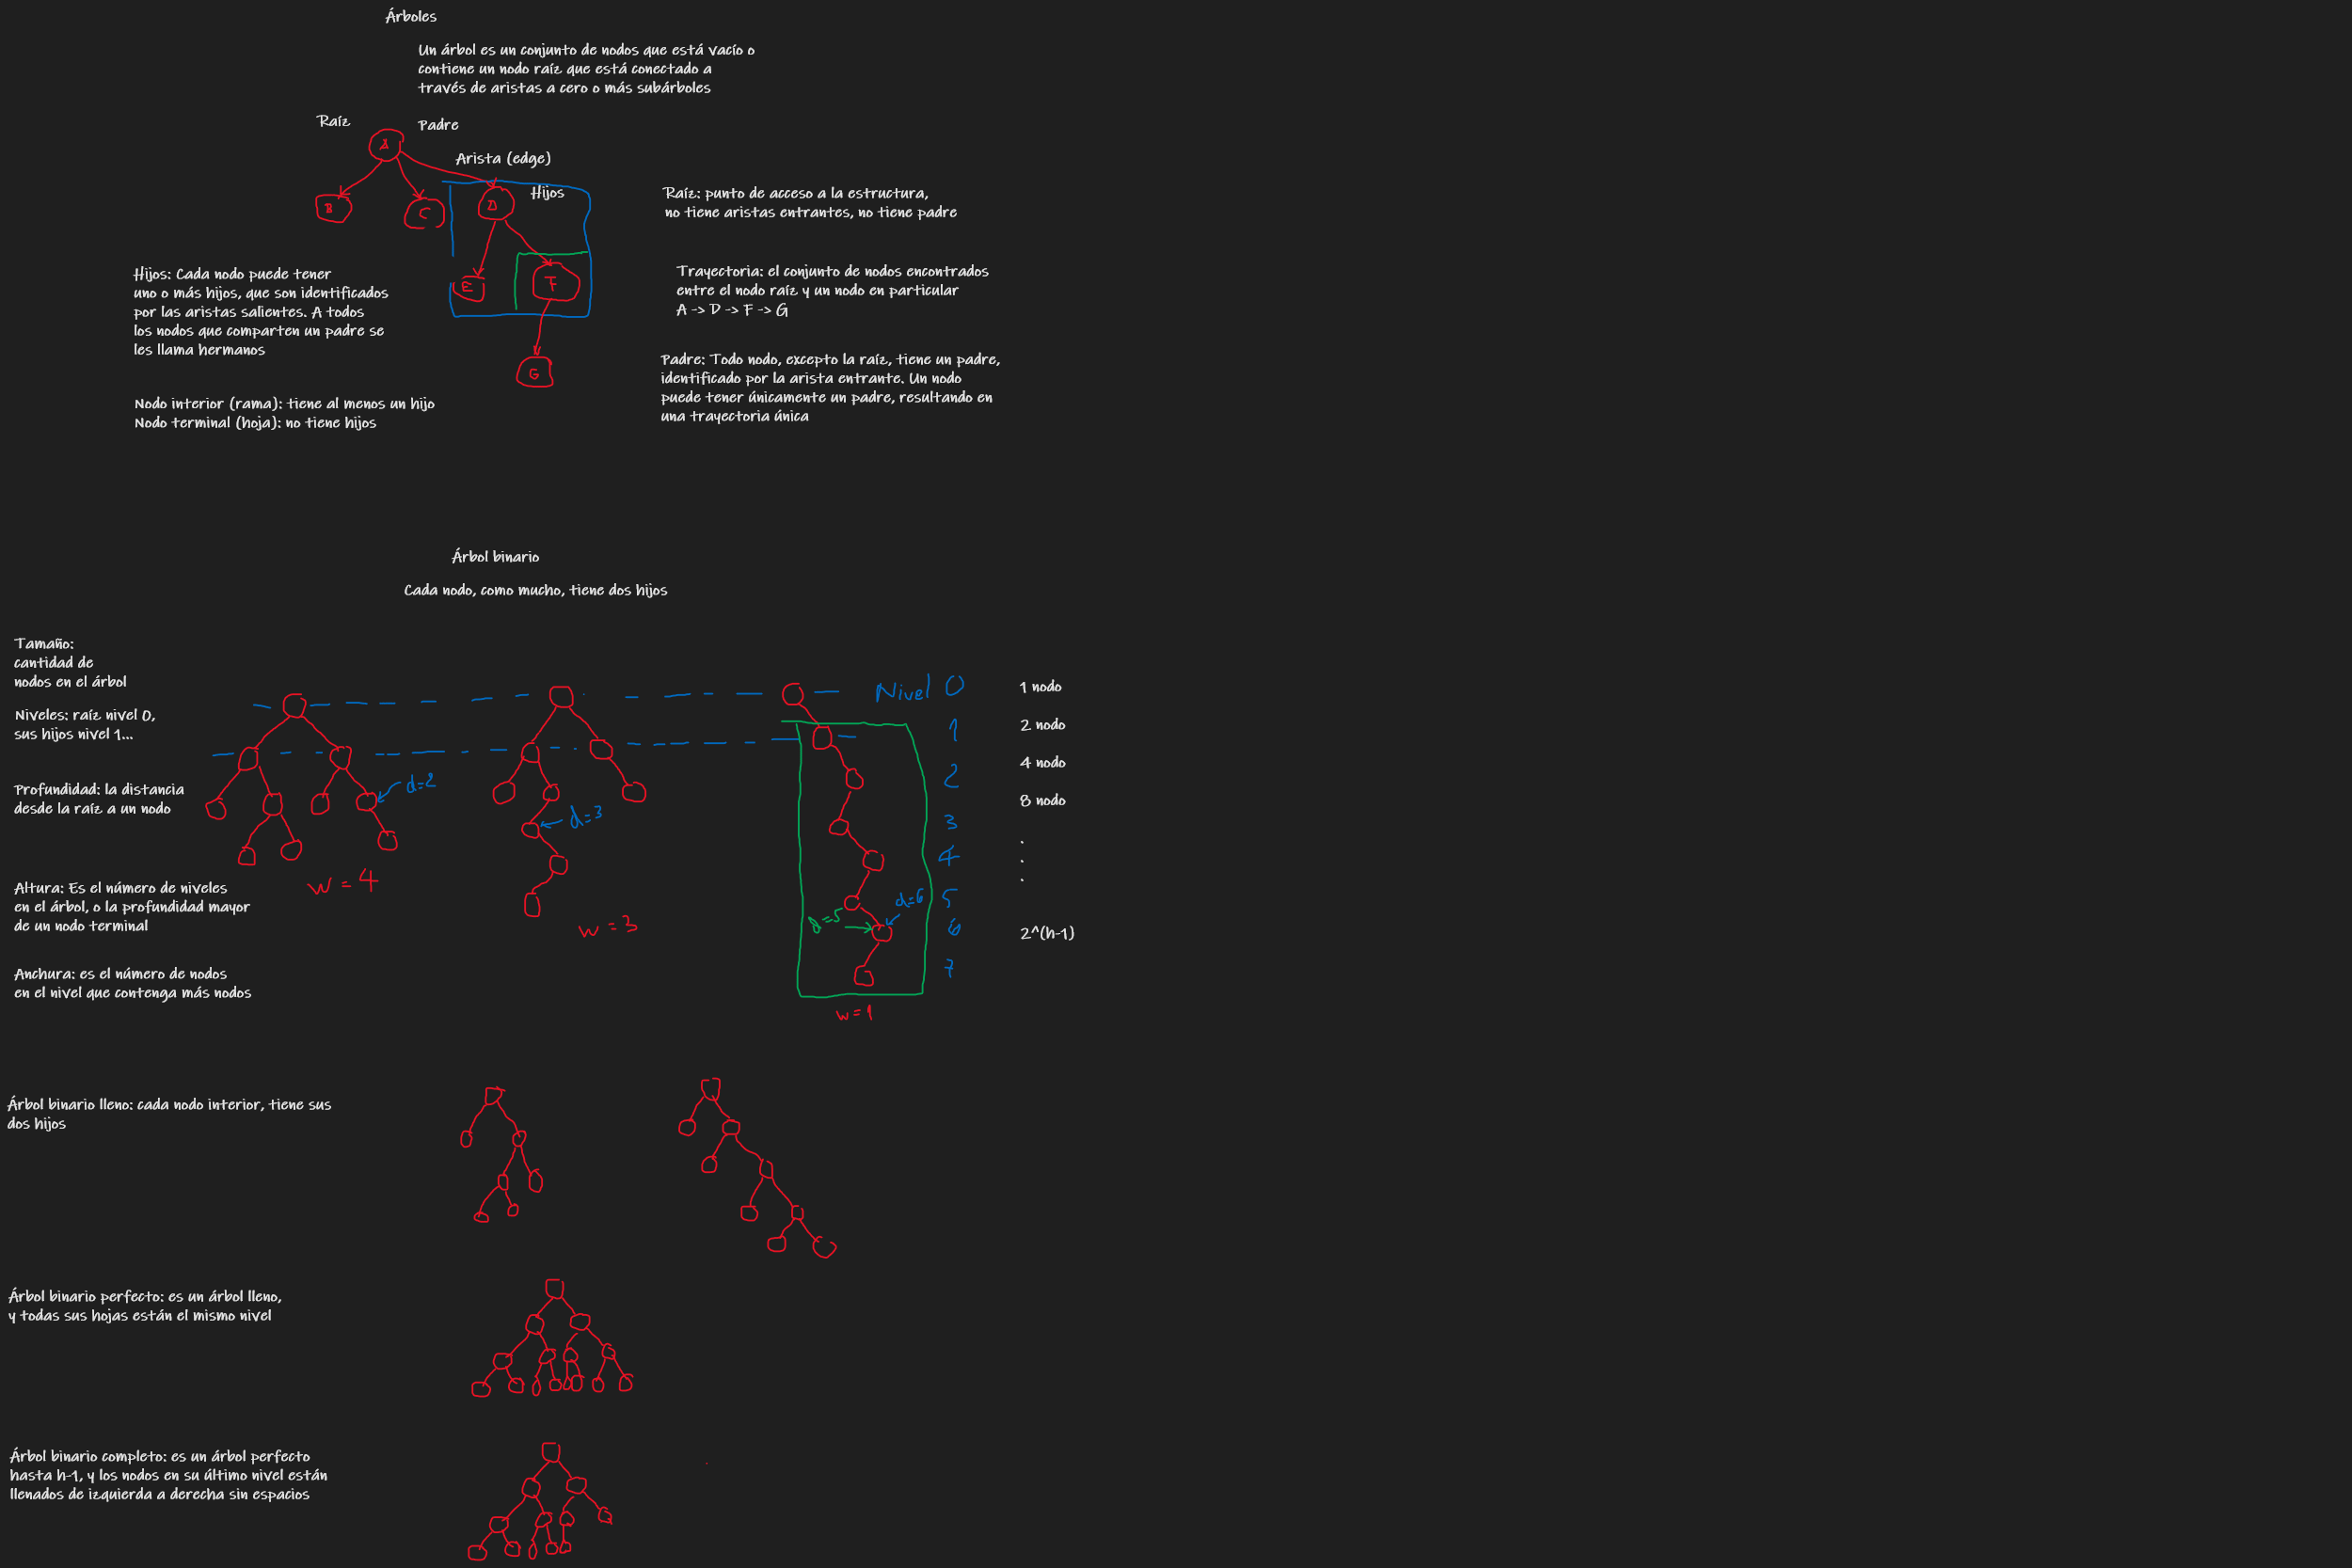 Árboles
Un árbol es un conjunto de nodos que está vacío o
contiene un nodo raíz que está conectado a
través de aristas a cero o más subárboles
Raíz
Padre
A
Arista (edge)
Hijos
B
C
D
E
F
G
Raíz: punto de acceso a la estructura,
no tiene aristas entrantes, no tiene padre
Trayectoria: el conjunto de nodos encontrados
entre el nodo raíz y un nodo en particular
A -> D -> F -> G
Hijos: Cada nodo puede tener
uno o más hijos, que son identificados
por las aristas salientes. A todos
los nodos que comparten un padre se
les llama hermanos
Padre: Todo nodo, excepto la raíz, tiene un padre,
identificado por la arista entrante. Un nodo
puede tener únicamente un padre, resultando en
una trayectoria única
Nodo interior (rama): tiene al menos un hijo
Nodo terminal (hoja): no tiene hijos
Árbol binario
Cada nodo, como mucho, tiene dos hijos
Tamaño:
cantidad de
nodos en el árbol
Niveles: raíz nivel 0,
sus hijos nivel 1...
Profundidad: la distancia
desde la raíz a un nodo
Altura: Es el número de niveles
en el árbol, o la profundidad mayor
de un nodo terminal
Anchura: es el número de nodos
en el nivel que contenga más nodos
d=2
w=4
d=3
w=3
d=5
d=6
w=1
Nivel 0
1
2
3
4
5
6
7
1 nodo
2 nodo
4 nodo
8 nodo
.
.
.
2^(h-1)
Árbol binario lleno: cada nodo interior, tiene sus
dos hijos
Árbol binario perfecto: es un árbol lleno,
y todas sus hojas están el mismo nivel
Árbol binario completo: es un árbol perfecto
hasta h-1, y los nodos en su último nivel están
llenados de izquierda a derecha sin espacios